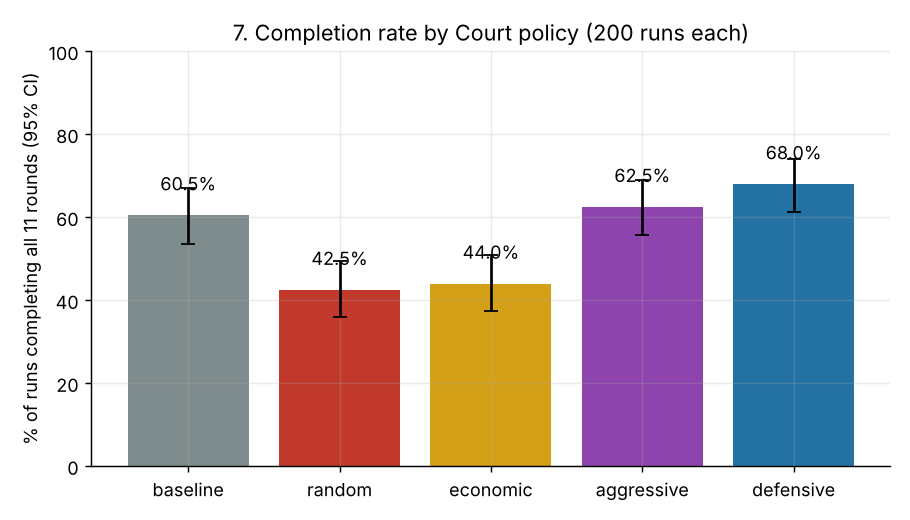 7. Completion rate by Court policy (200 runs each)
% of runs completing all 11 rounds (95% CI)
100
80
60
40
20
0
60.5%
42.5%
44.0%
62.5%
68.0%
baseline
random
economic
aggressive
defensive